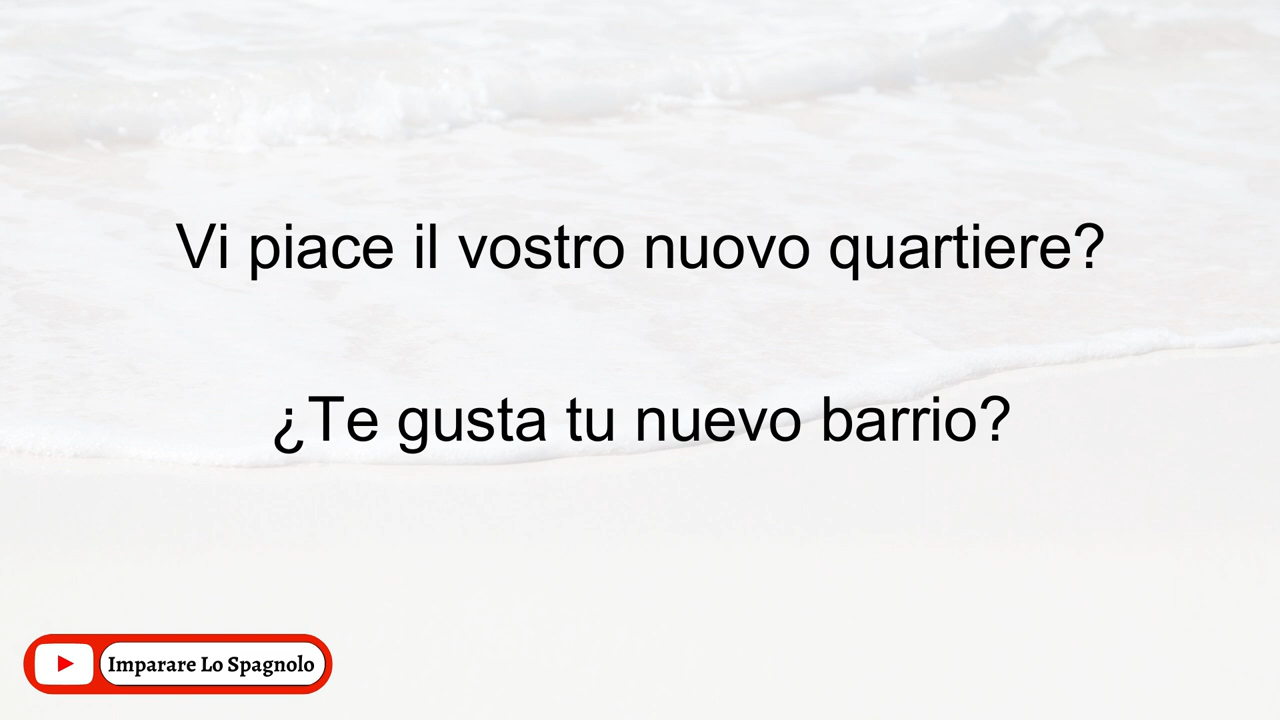 Vi piace il vostro nuovo quartiere?
¿Te gusta tu nuevo barrio?
Imparare Lo Spagnolo